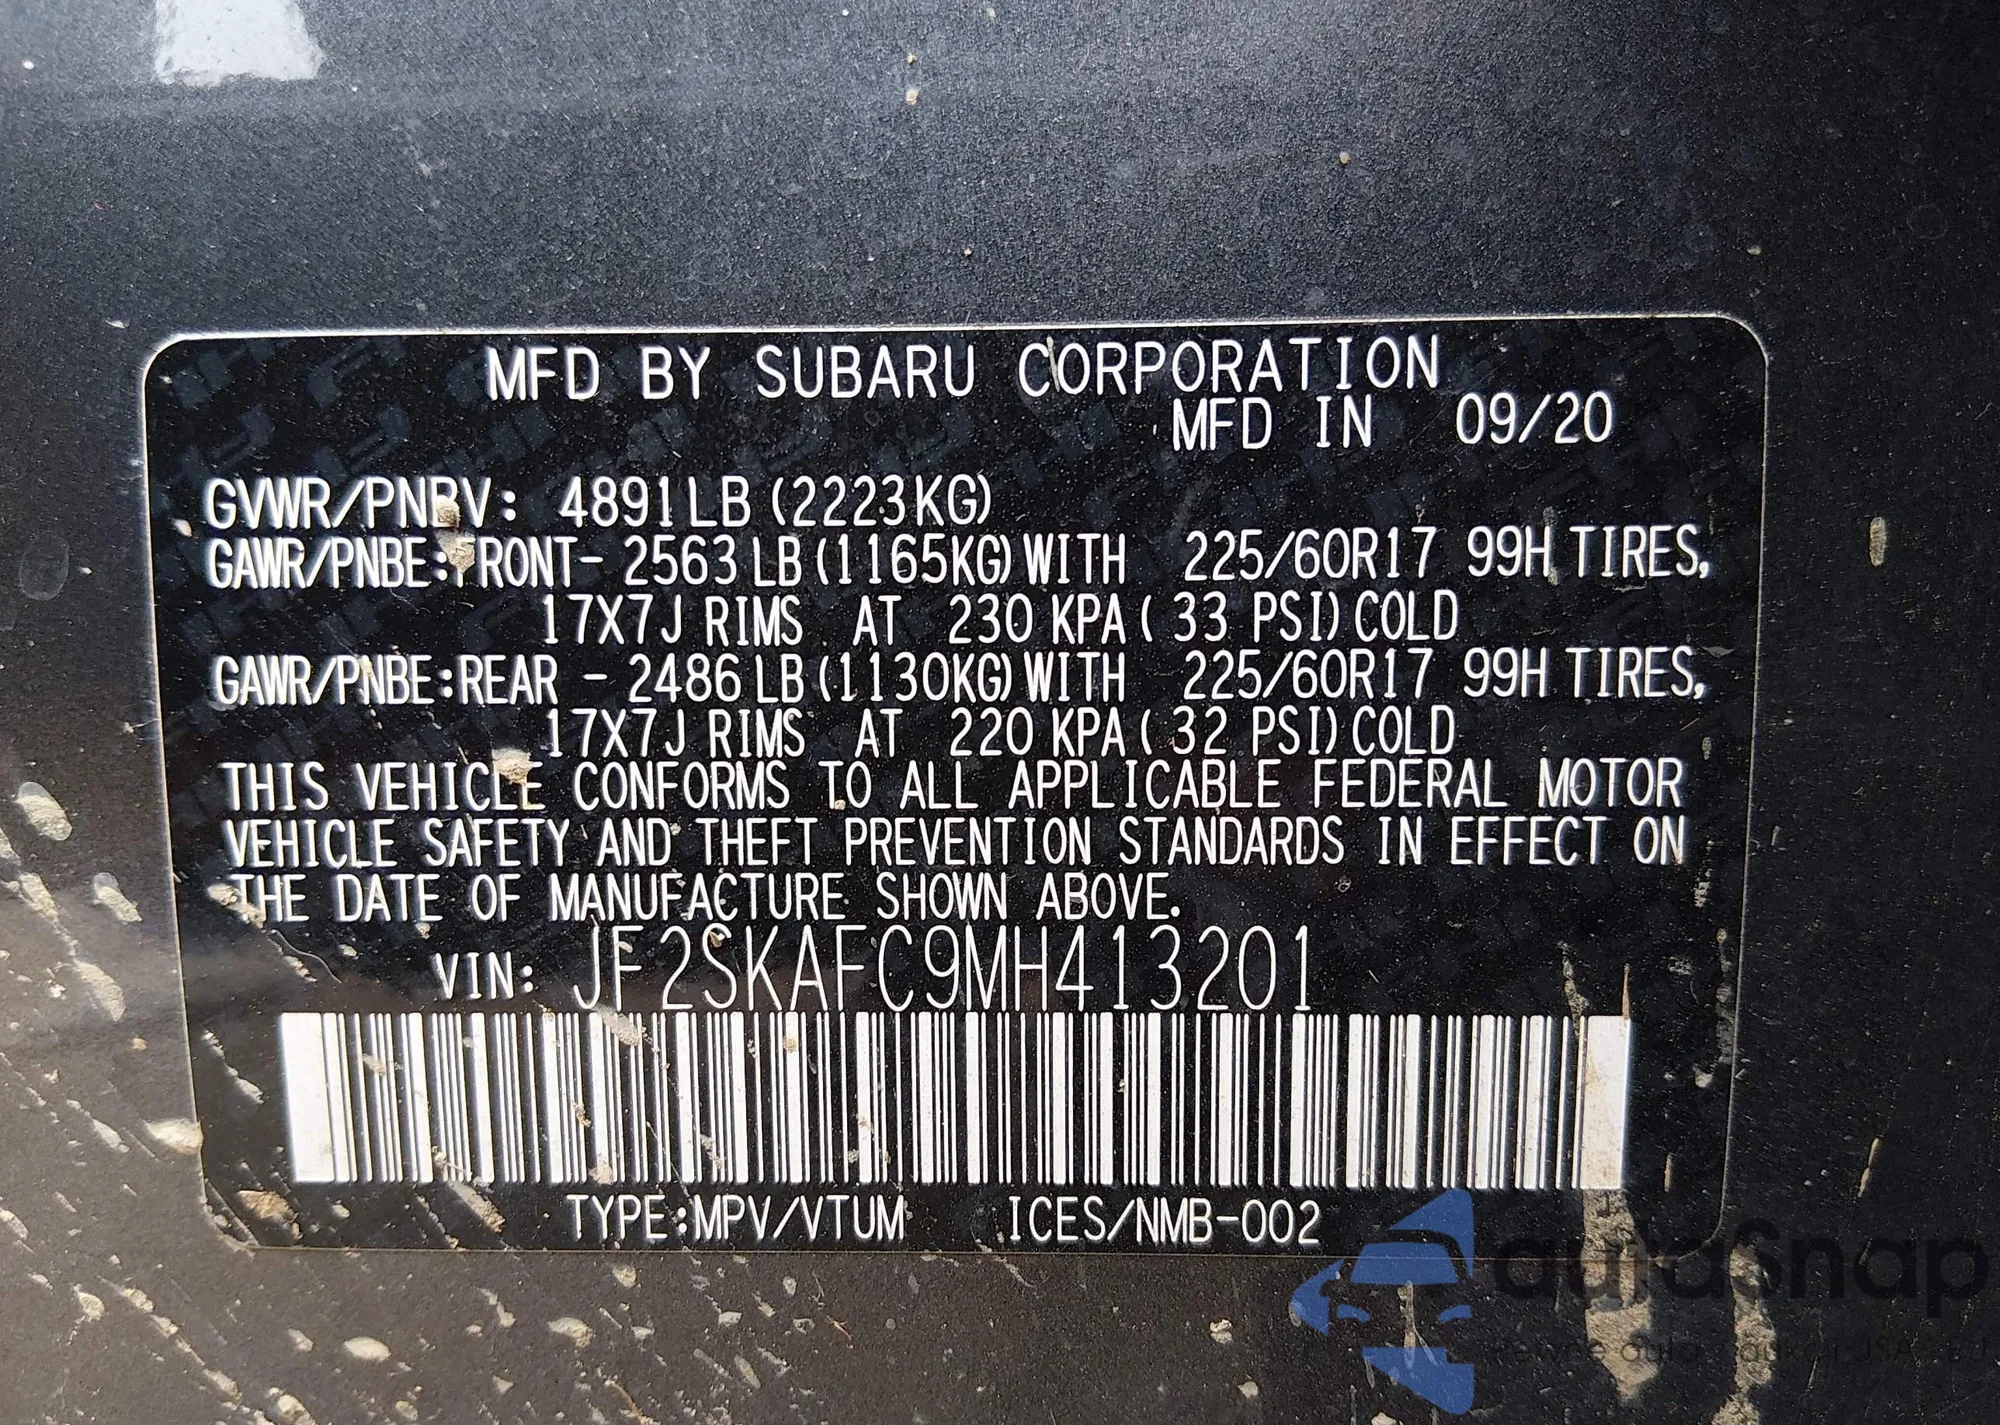 MFD BY SUBARU CORPORATION
MFD IN 09/20
GVWR/PNBV: 4891LB (2223KG)
GAWR/PNBE:FRONT- 2563 LB (1165KG) WITH 225/60R17 99H TIRES,
17X7J RIMS AT 230 KPA ( 33 PSI) COLD
GAWR/PNBE:REAR - 2486 LB (1130KG) WITH 225/60R17 99H TIRES,
17X7J RIMS AT 220 KPA ( 32 PSI) COLD
THIS VEHICLE CONFORMS TO ALL APPLICABLE FEDERAL MOTOR
VEHICLE SAFETY AND THEFT PREVENTION STANDARDS IN EFFECT ON
THE DATE OF MANUFACTURE SHOWN ABOVE.
VIN: JF2SKAFC9MH413201
TYPE:MPV/VTUM ICES/NMB-002
autosnap